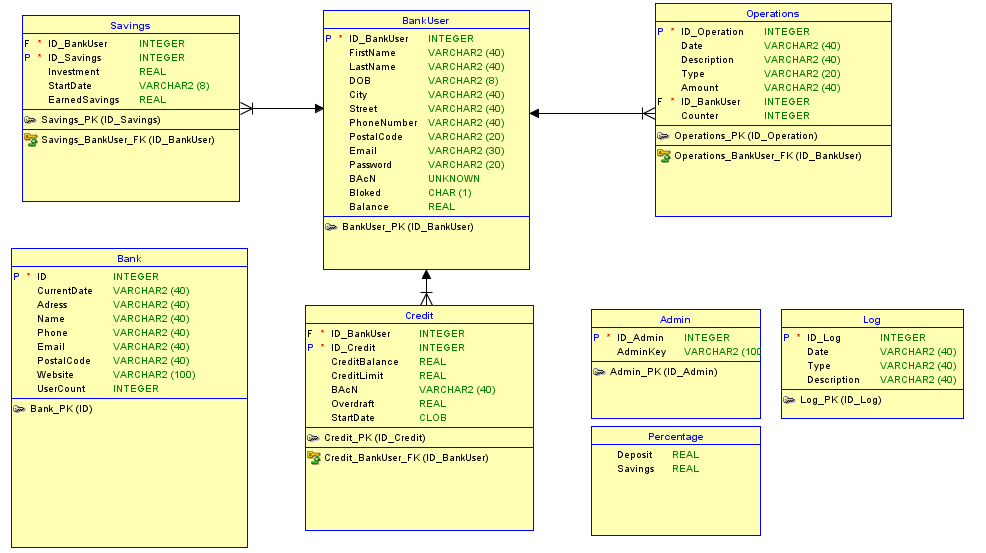 Savings
F * ID_BankUser INTEGER
P * ID_Savings INTEGER
Investment REAL
StartDate VARCHAR2 (8)
EarnedSavings REAL
Savings_PK (ID_Savings)
Savings_BankUser_FK (ID_BankUser)
BankUser
P * ID_BankUser INTEGER
FirstName VARCHAR2 (40)
LastName VARCHAR2 (40)
DOB VARCHAR2 (8)
City VARCHAR2 (40)
Street VARCHAR2 (40)
PhoneNumber VARCHAR2 (40)
PostalCode VARCHAR2 (20)
Email VARCHAR2 (30)
Password VARCHAR2 (20)
BAcN UNKNOWN
Bloked CHAR (1)
Balance REAL
BankUser_PK (ID_BankUser)
Operations
P * ID_Operation INTEGER
Date VARCHAR2 (40)
Description VARCHAR2 (40)
Type VARCHAR2 (20)
Amount VARCHAR2 (40)
F * ID_BankUser INTEGER
Counter INTEGER
Operations_PK (ID_Operation)
Operations_BankUser_FK (ID_BankUser)
Bank
P * ID INTEGER
CurrentDate VARCHAR2 (40)
Adress VARCHAR2 (40)
Name VARCHAR2 (40)
Phone VARCHAR2 (40)
Email VARCHAR2 (40)
PostalCode VARCHAR2 (40)
Website VARCHAR2 (100)
UserCount INTEGER
Bank_PK (ID)
Credit
F * ID_BankUser INTEGER
P * ID_Credit INTEGER
CreditBalance REAL
CreditLimit REAL
BAcN VARCHAR2 (40)
Overdraft REAL
StartDate CLOB
Credit_PK (ID_Credit)
Credit_BankUser_FK (ID_BankUser)
Admin
P * ID_Admin INTEGER
AdminKey VARCHAR2 (100
Admin_PK (ID_Admin)
Log
P * ID_Log INTEGER
Date VARCHAR2 (40)
Type VARCHAR2 (40)
Description VARCHAR2 (40)
Log_PK (ID_Log)
Percentage
Deposit REAL
Savings REAL